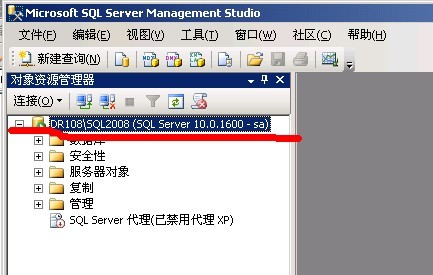 Microsoft SQL Server Management Studio
文件(F) 编辑(E) 视图(V) 工具(T) 窗口(W) 社区(C) 帮助(H)
新建查询(N)
对象资源管理器
连接(O)
DR108\SQL2008 (SQL Server 10.0.1600 - sa)
数据库
安全性
服务器对象
复制
管理
SQL Server 代理(已禁用代理 XP)